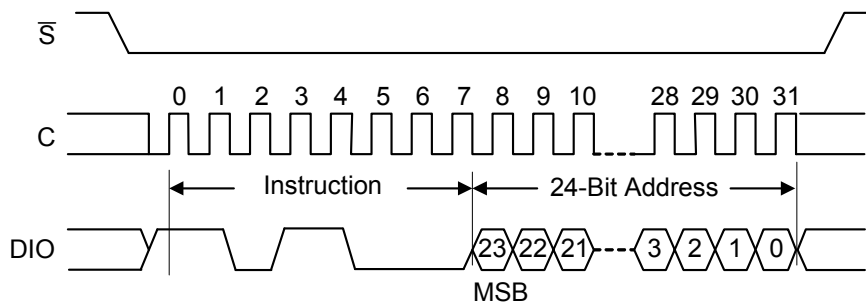 S̅
0 1 2 3 4 5 6 7 8 9 10 28 29 30 31
C
Instruction 24-Bit Address
DIO 23 22 21 3 2 1 0
MSB